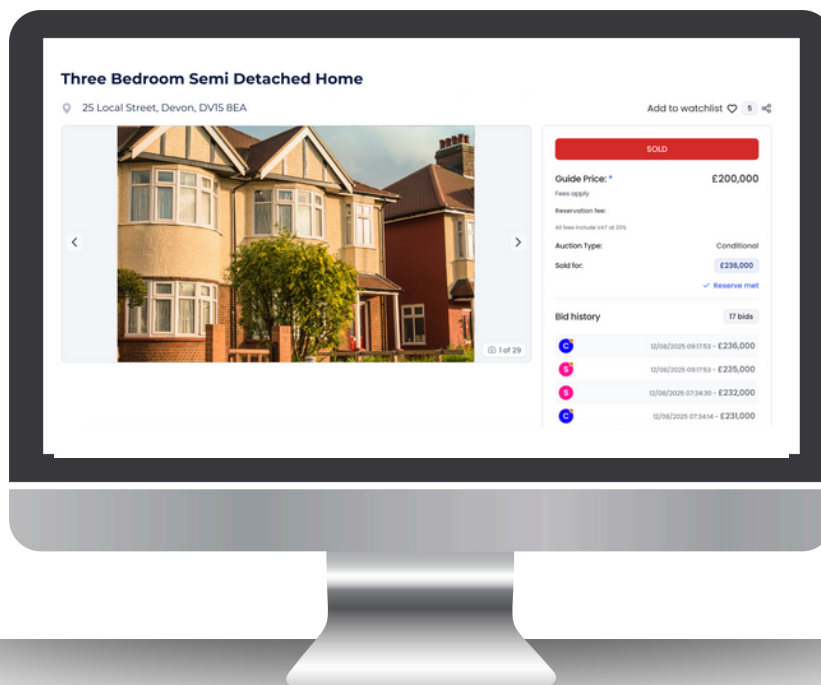 Three Bedroom Semi Detached Home
25 Local Street, Devon, DV15 8EA
Add to watchlist 5
SOLD
Guide Price: * £200,000
Fees apply
Reservation fee:
All fees include VAT at 20%
Auction Type: Conditional
Sold for: £236,000
Reserve met
Bid history 17 bids
1 of 29
C 12/08/2025 09:17:53 - £236,000
S 12/08/2025 09:17:53 - £235,000
S 12/08/2025 07:34:30 - £232,000
C 12/08/2025 07:34:14 - £231,000